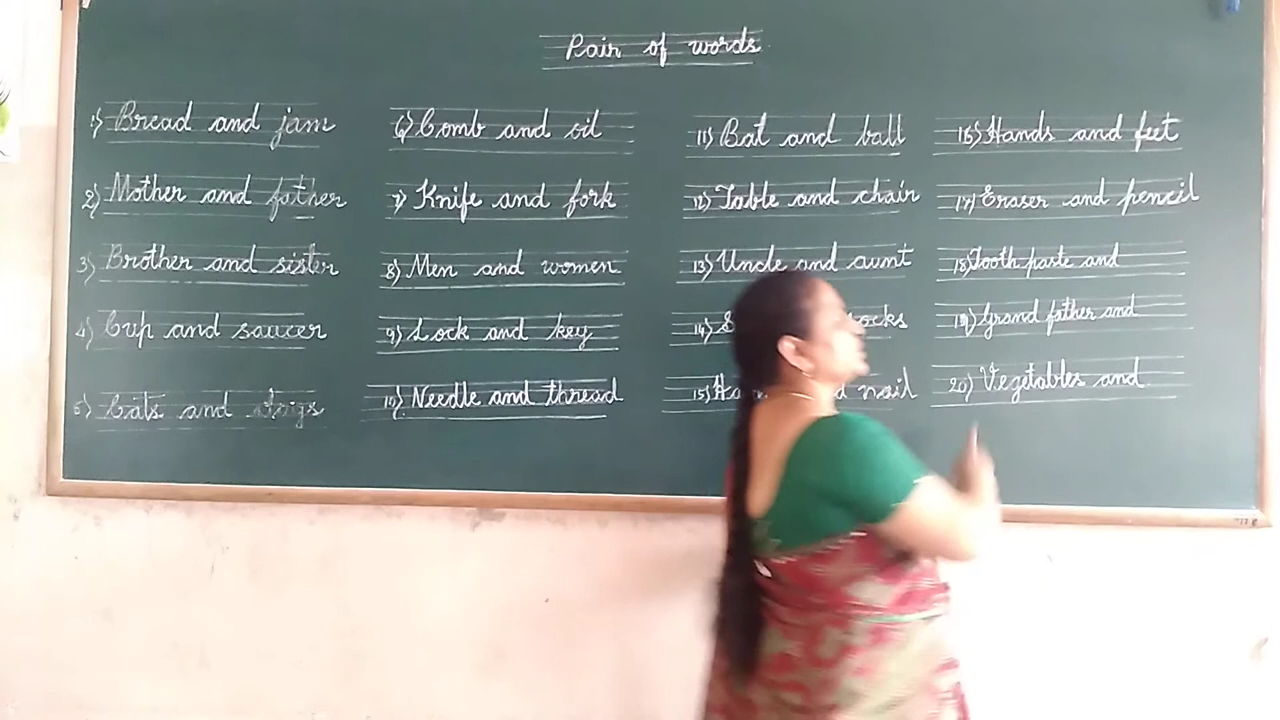 Pair of words
1) Bread and jam
2) Mother and father
3) Brother and sister
4) Cup and saucer
5) Cats and dogs
6) Comb and oil
7) Knife and fork
8) Men and women
9) Lock and key
10) Needle and thread
11) Bat and ball
12) Table and chair
13) Uncle and aunt
14)
15) nail
16) Hands and feet
17) Eraser and pencil
18) Tooth paste and
19) Grand father and
20) Vegetables and